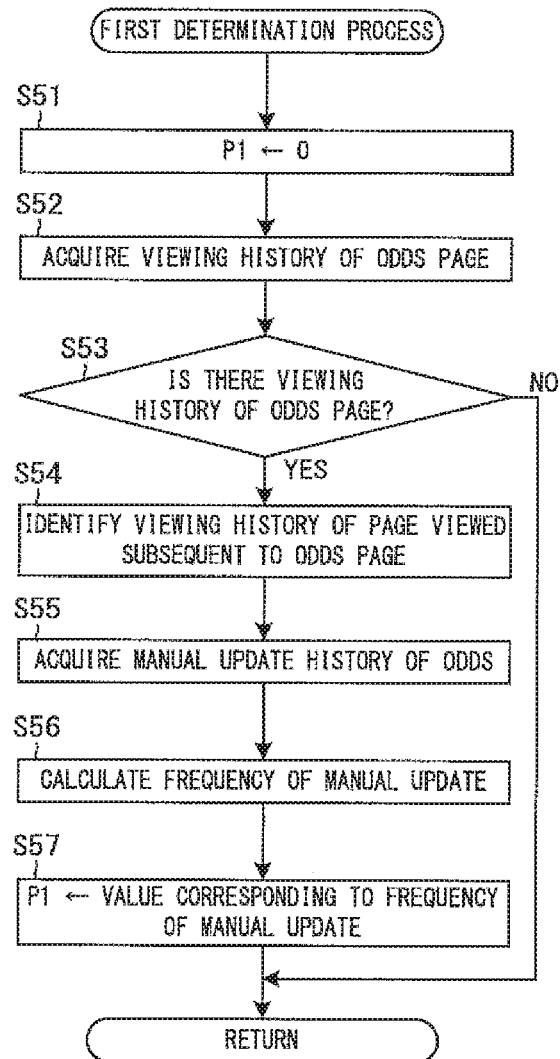 FIRST DETERMINATION PROCESS
S51
P1 ← 0
S52
ACQUIRE VIEWING HISTORY OF ODDS PAGE
S53
IS THERE VIEWING
HISTORY OF ODDS PAGE?
NO
YES
S54
IDENTIFY VIEWING HISTORY OF PAGE VIEWED
SUBSEQUENT TO ODDS PAGE
S55
ACQUIRE MANUAL UPDATE HISTORY OF ODDS
S56
CALCULATE FREQUENCY OF MANUAL UPDATE
S57
P1 ← VALUE CORRESPONDING TO FREQUENCY
OF MANUAL UPDATE
RETURN